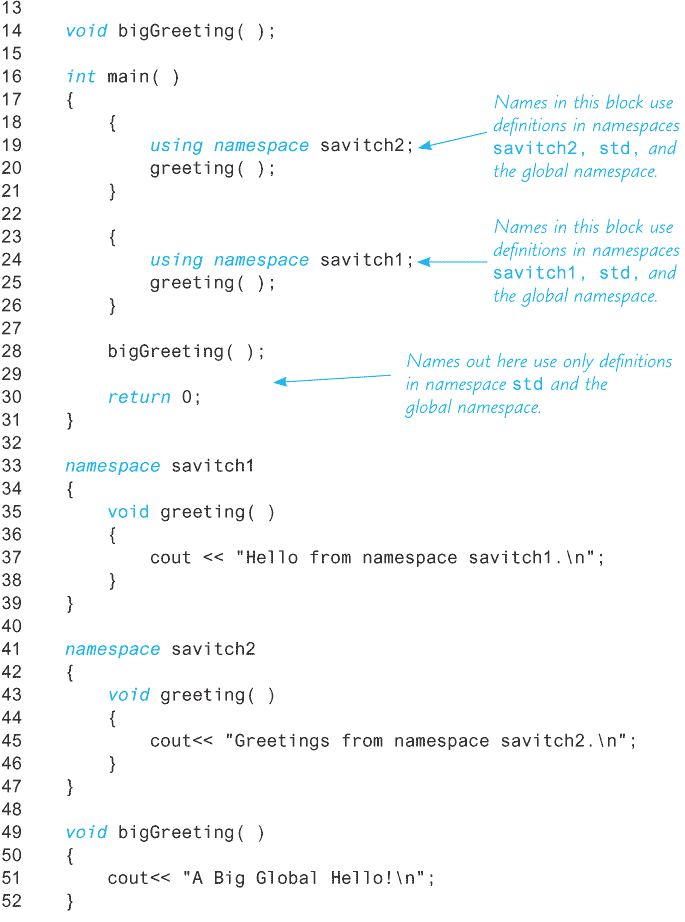 13
14 void bigGreeting( );
15
16 int main( )
17 {
18 {
19 using namespace savitch2;
20 greeting( );
21 }
22
23 {
24 using namespace savitch1;
25 greeting( );
26 }
27
28 bigGreeting( );
29
30 return 0;
31 }
32
33 namespace savitch1
34 {
35 void greeting( )
36 {
37 cout << "Hello from namespace savitch1.\n";
38 }
39 }
40
41 namespace savitch2
42 {
43 void greeting( )
44 {
45 cout<< "Greetings from namespace savitch2.\n";
46 }
47 }
48
49 void bigGreeting( )
50 {
51 cout<< "A Big Global Hello!\n";
52 }
Names in this block use
definitions in namespaces
savitch2, std, and
the global namespace.
Names in this block use
definitions in namespaces
savitch1, std, and
the global namespace.
Names out here use only definitions
in namespace std and the
global namespace.